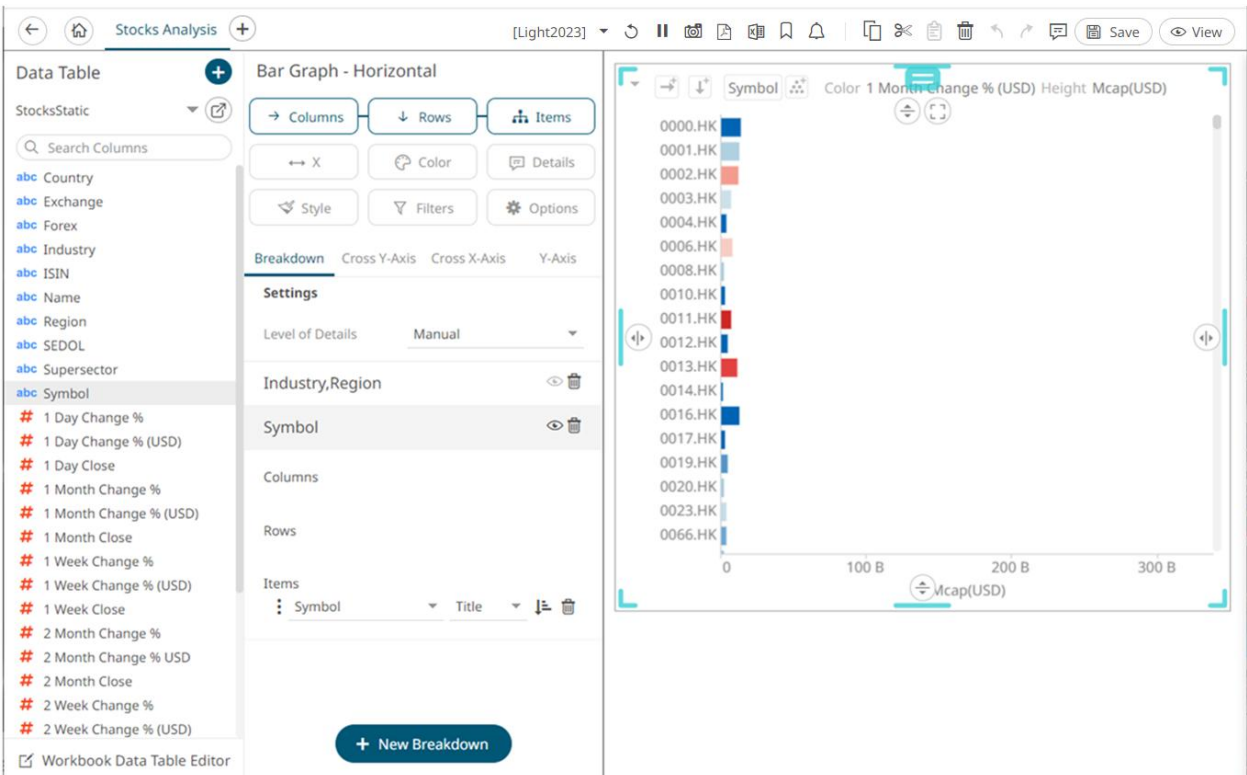 Stocks Analysis
[Light2023]
Save
View
Data Table
StocksStatic
Search Columns
abc Country
abc Exchange
abc Forex
abc Industry
abc ISIN
abc Name
abc Region
abc SEDOL
abc Supersector
abc Symbol
# 1 Day Change %
# 1 Day Change % (USD)
# 1 Day Close
# 1 Month Change %
# 1 Month Change % (USD)
# 1 Month Close
# 1 Week Change %
# 1 Week Change % (USD)
# 1 Week Close
# 2 Month Change %
# 2 Month Change % USD
# 2 Month Close
# 2 Week Change %
# 2 Week Change % (USD)
Workbook Data Table Editor
Bar Graph - Horizontal
Columns
Rows
Items
X
Color
Details
Style
Filters
Options
Breakdown Cross Y-Axis Cross X-Axis Y-Axis
Settings
Level of Details Manual
Industry,Region
Symbol
Columns
Rows
Items
Symbol Title
+ New Breakdown
Symbol
Color 1 Month Change % (USD) Height Mcap(USD)
0000.HK
0001.HK
0002.HK
0003.HK
0004.HK
0006.HK
0008.HK
0010.HK
0011.HK
0012.HK
0013.HK
0014.HK
0016.HK
0017.HK
0019.HK
0020.HK
0023.HK
0066.HK
0 100 B 200 B 300 B
Mcap(USD)